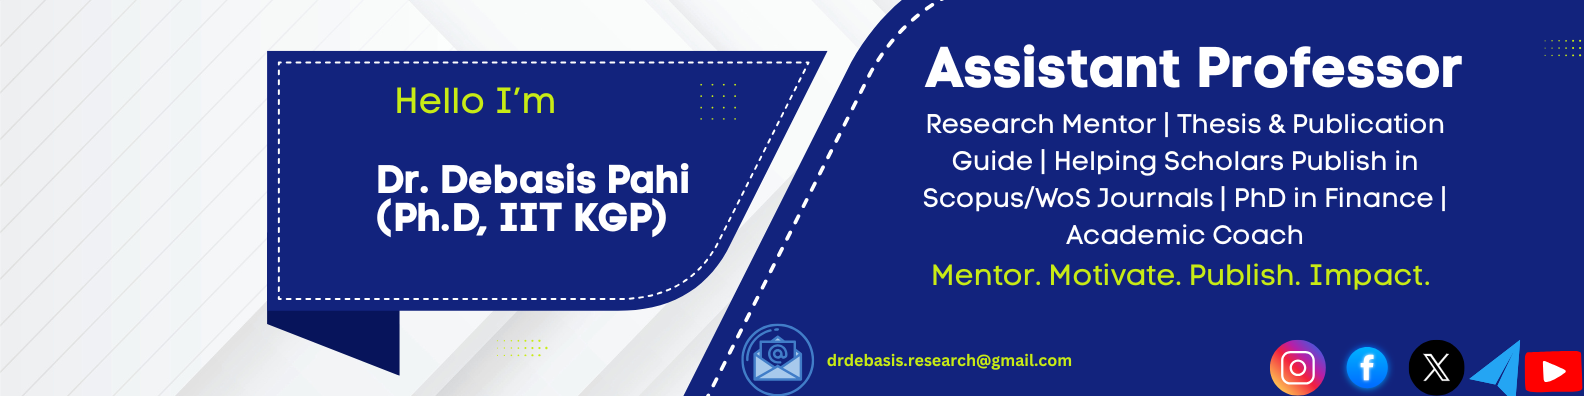 Hello I'm
Dr. Debasis Pahi
(Ph.D, IIT KGP)
Assistant Professor
Research Mentor | Thesis & Publication
Guide | Helping Scholars Publish in
Scopus/WoS Journals | PhD in Finance |
Academic Coach
Mentor. Motivate. Publish. Impact.
drdebasis.research@gmail.com